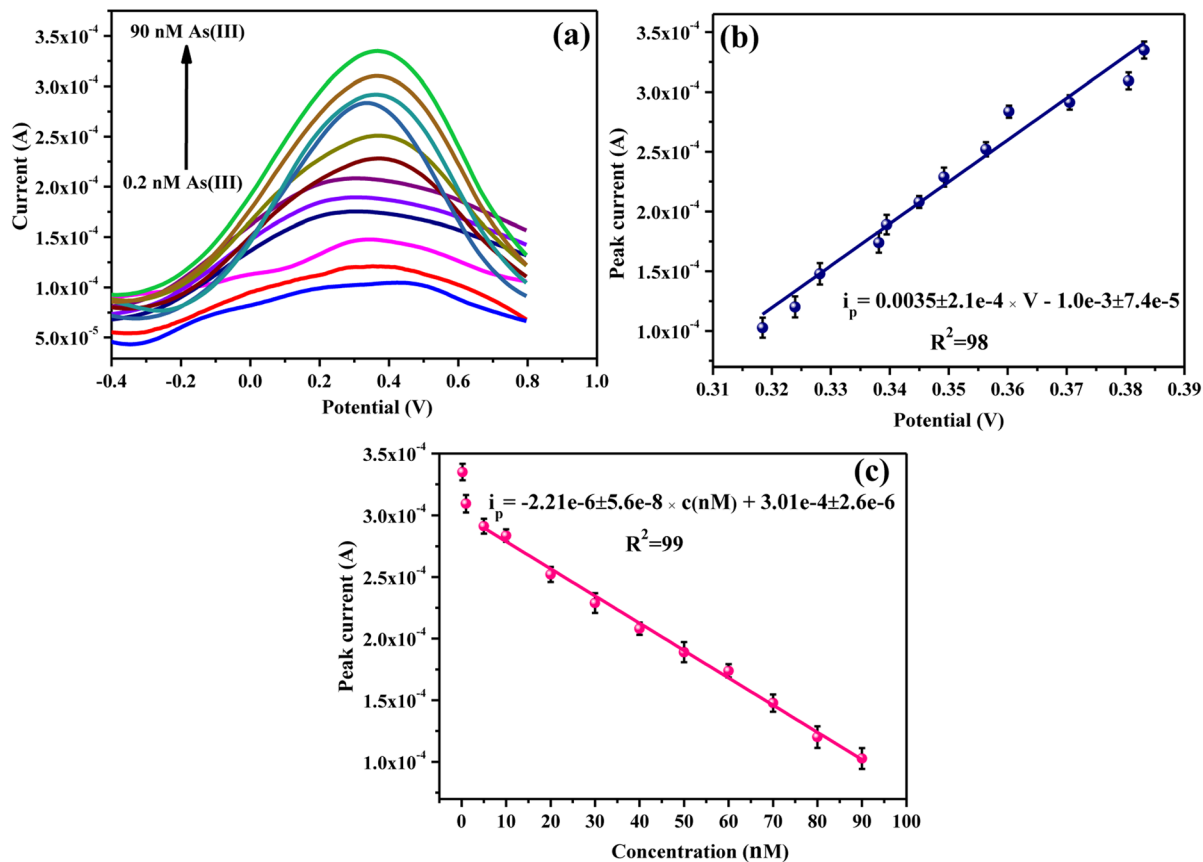 (a)
90 nM As(III)
0.2 nM As(III)
3.5x10⁻⁴
3.0x10⁻⁴
2.5x10⁻⁴
2.0x10⁻⁴
1.5x10⁻⁴
1.0x10⁻⁴
5.0x10⁻⁵
Current (A)
-0.4 -0.2 0.0 0.2 0.4 0.6 0.8 1.0
Potential (V)
(b)
3.5x10⁻⁴
3.0x10⁻⁴
2.5x10⁻⁴
2.0x10⁻⁴
1.5x10⁻⁴
1.0x10⁻⁴
Peak current (A)
iₚ= 0.0035±2.1e-4 × V - 1.0e-3±7.4e-5
R²=98
0.31 0.32 0.33 0.34 0.35 0.36 0.37 0.38 0.39
Potential (V)
(c)
3.5x10⁻⁴
3.0x10⁻⁴
2.5x10⁻⁴
2.0x10⁻⁴
1.5x10⁻⁴
1.0x10⁻⁴
Peak current (A)
iₚ= -2.21e-6±5.6e-8 × c(nM) + 3.01e-4±2.6e-6
R²=99
0 10 20 30 40 50 60 70 80 90 100
Concentration (nM)